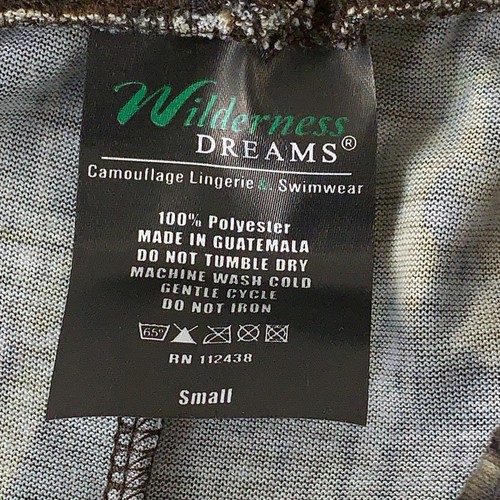 Wilderness
DREAMS®
Camouflage Lingerie & Swimwear
100% Polyester
MADE IN GUATEMALA
DO NOT TUMBLE DRY
MACHINE WASH COLD
GENTLE CYCLE
DO NOT IRON
65°
RN 112438
Small